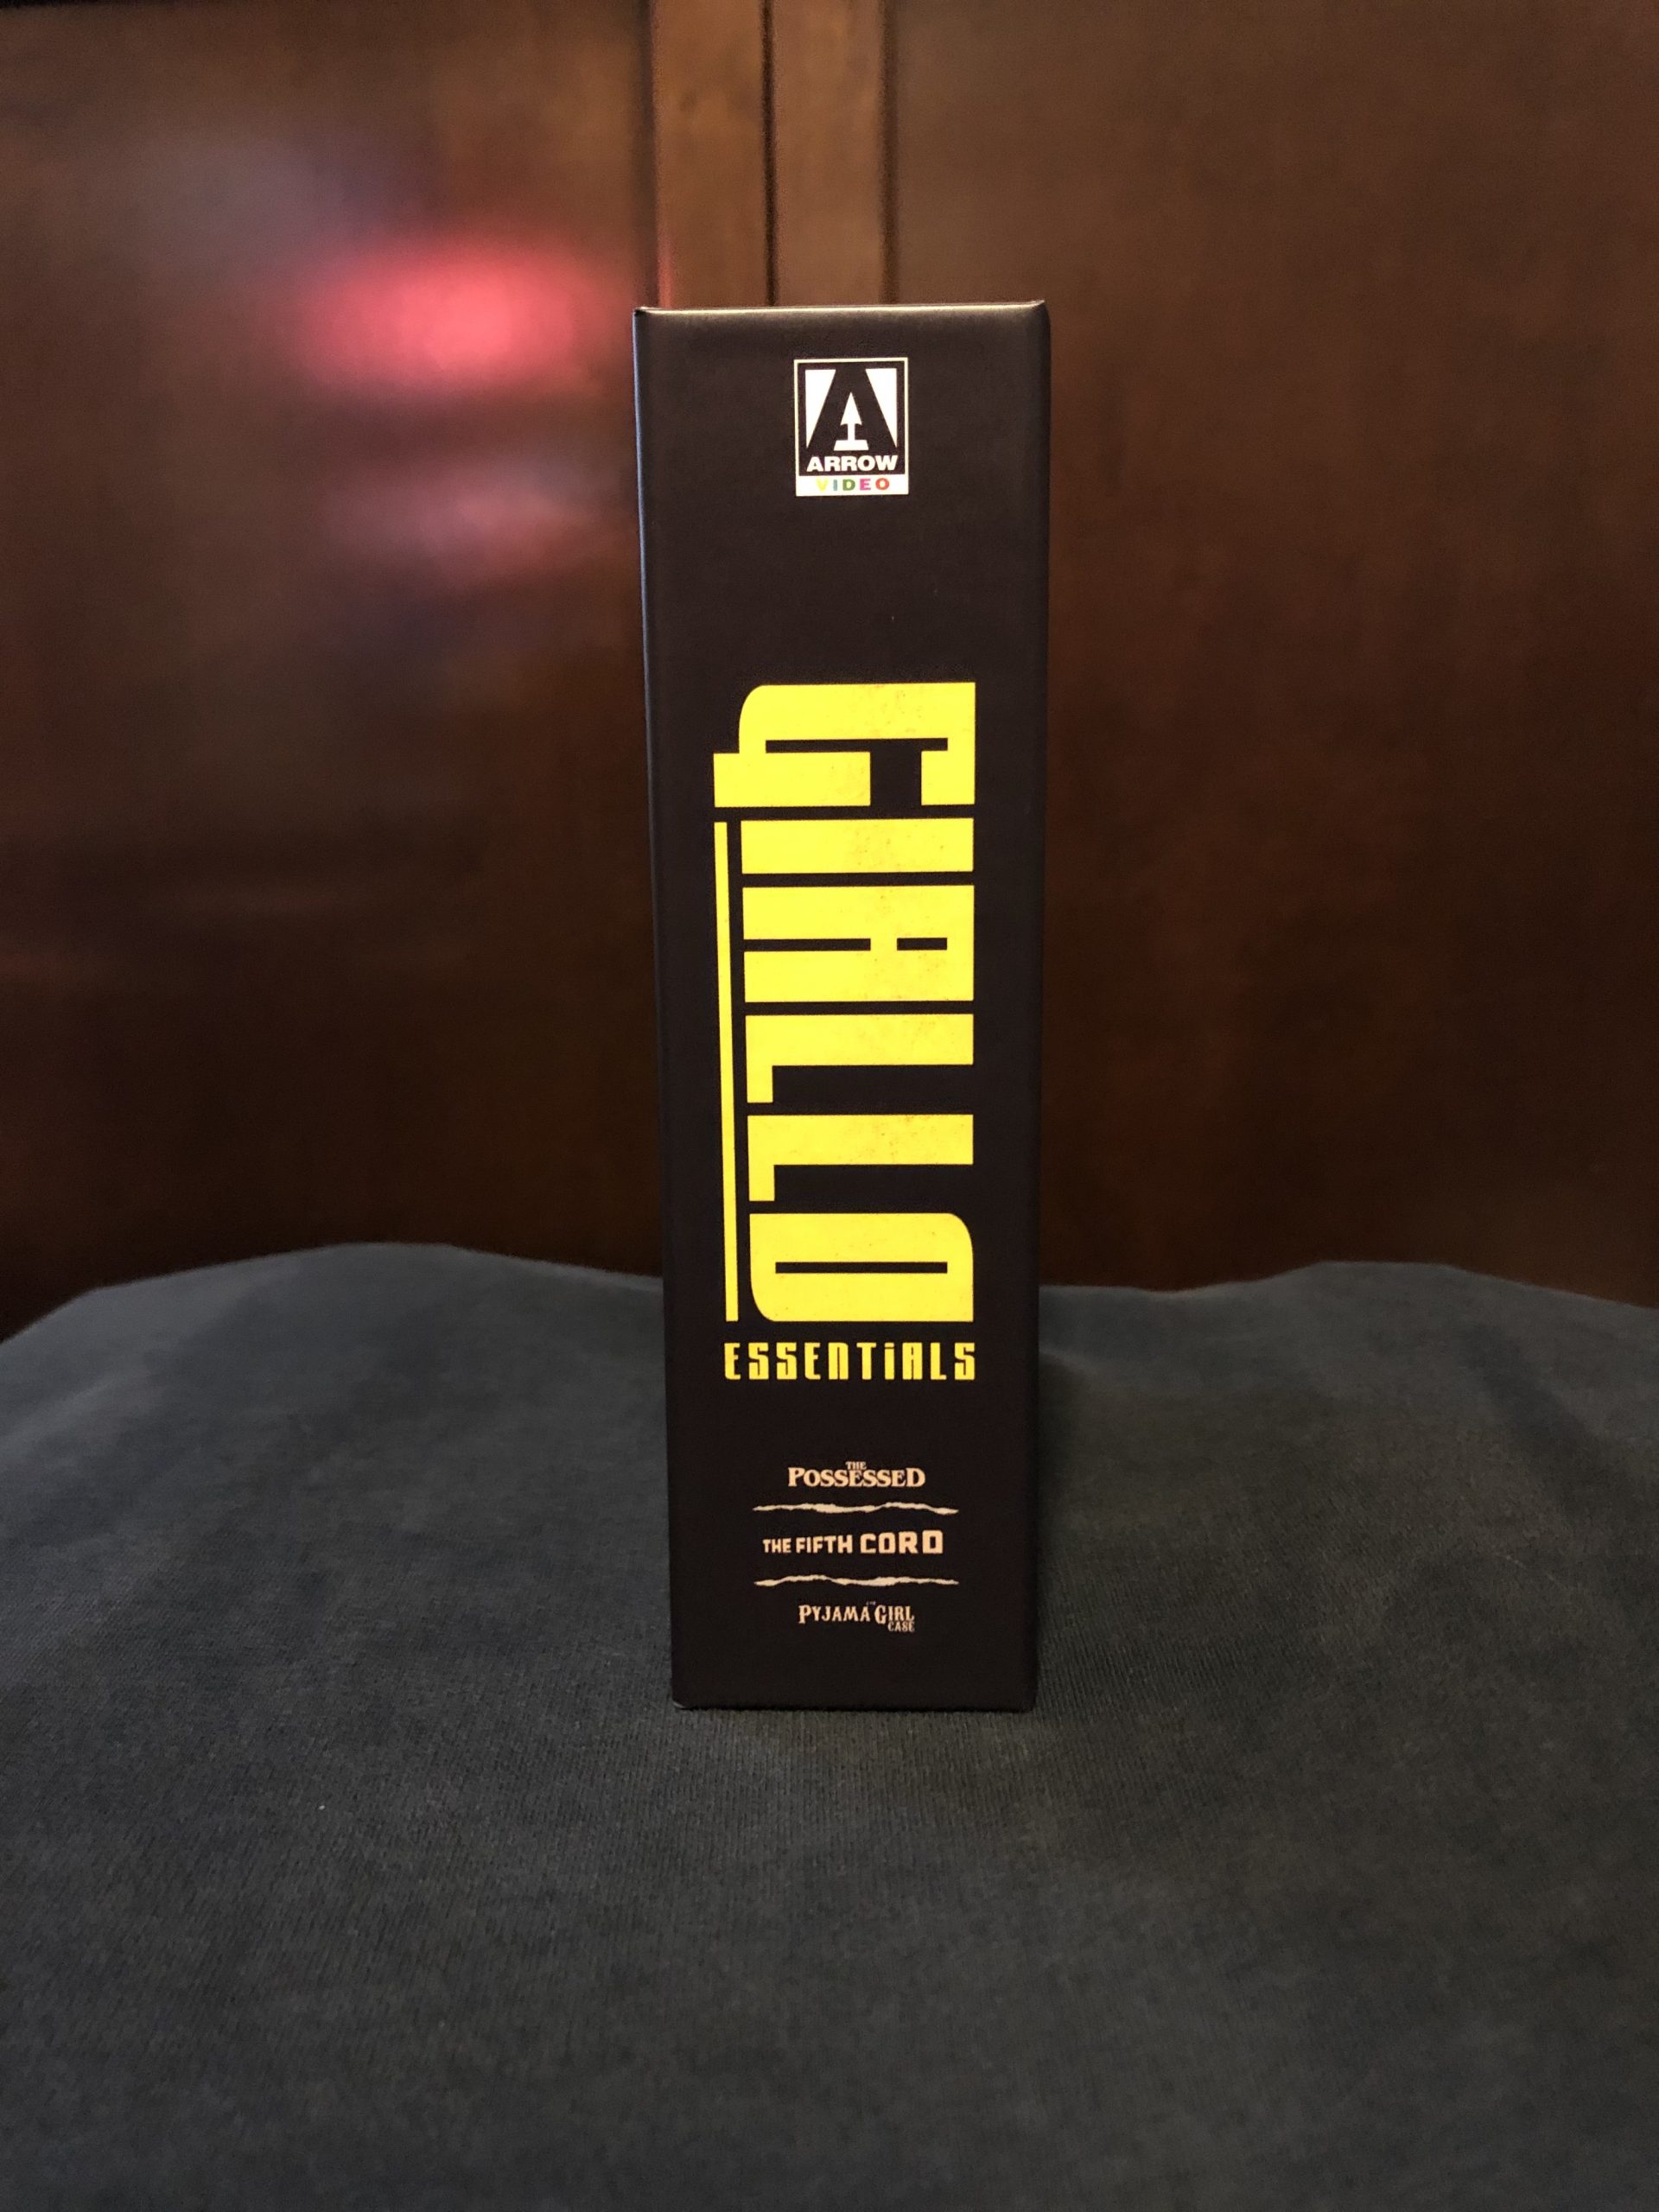 ARROW
VIDEO
GIALLO
ESSENTIALS
THE
POSSESSED
THE FIFTH CORD
PYJAMA GIRL
CASE